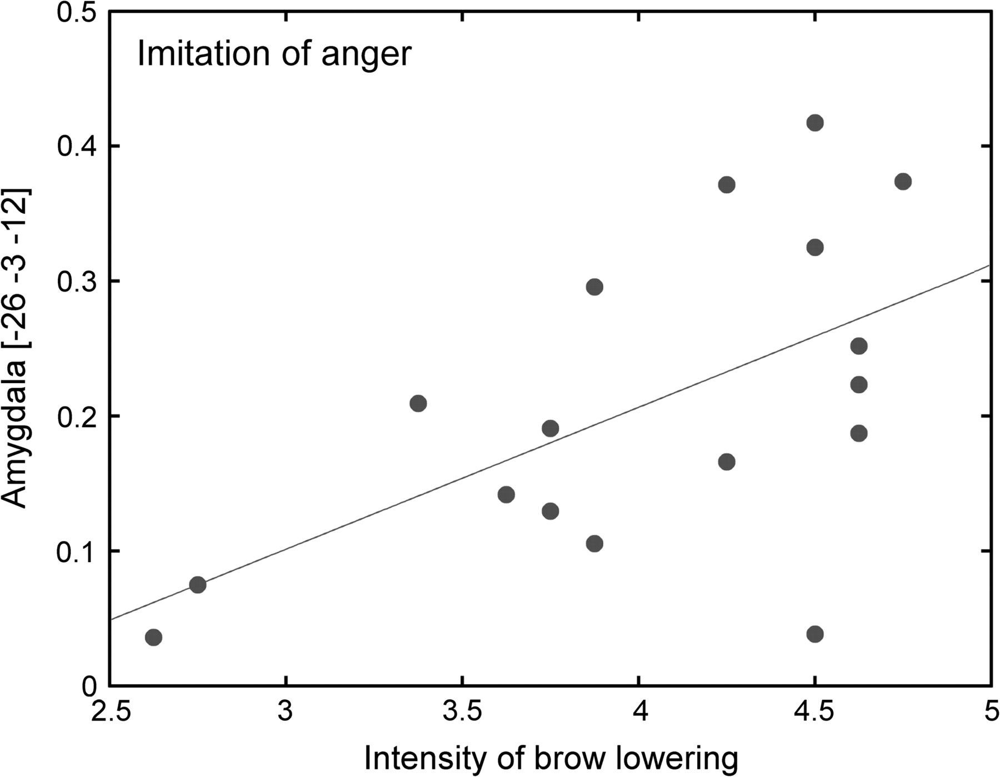 Imitation of anger
0.5
0.4
0.3
0.2
0.1
0
Amygdala [-26 -3 -12]
2.5 3 3.5 4 4.5 5
Intensity of brow lowering